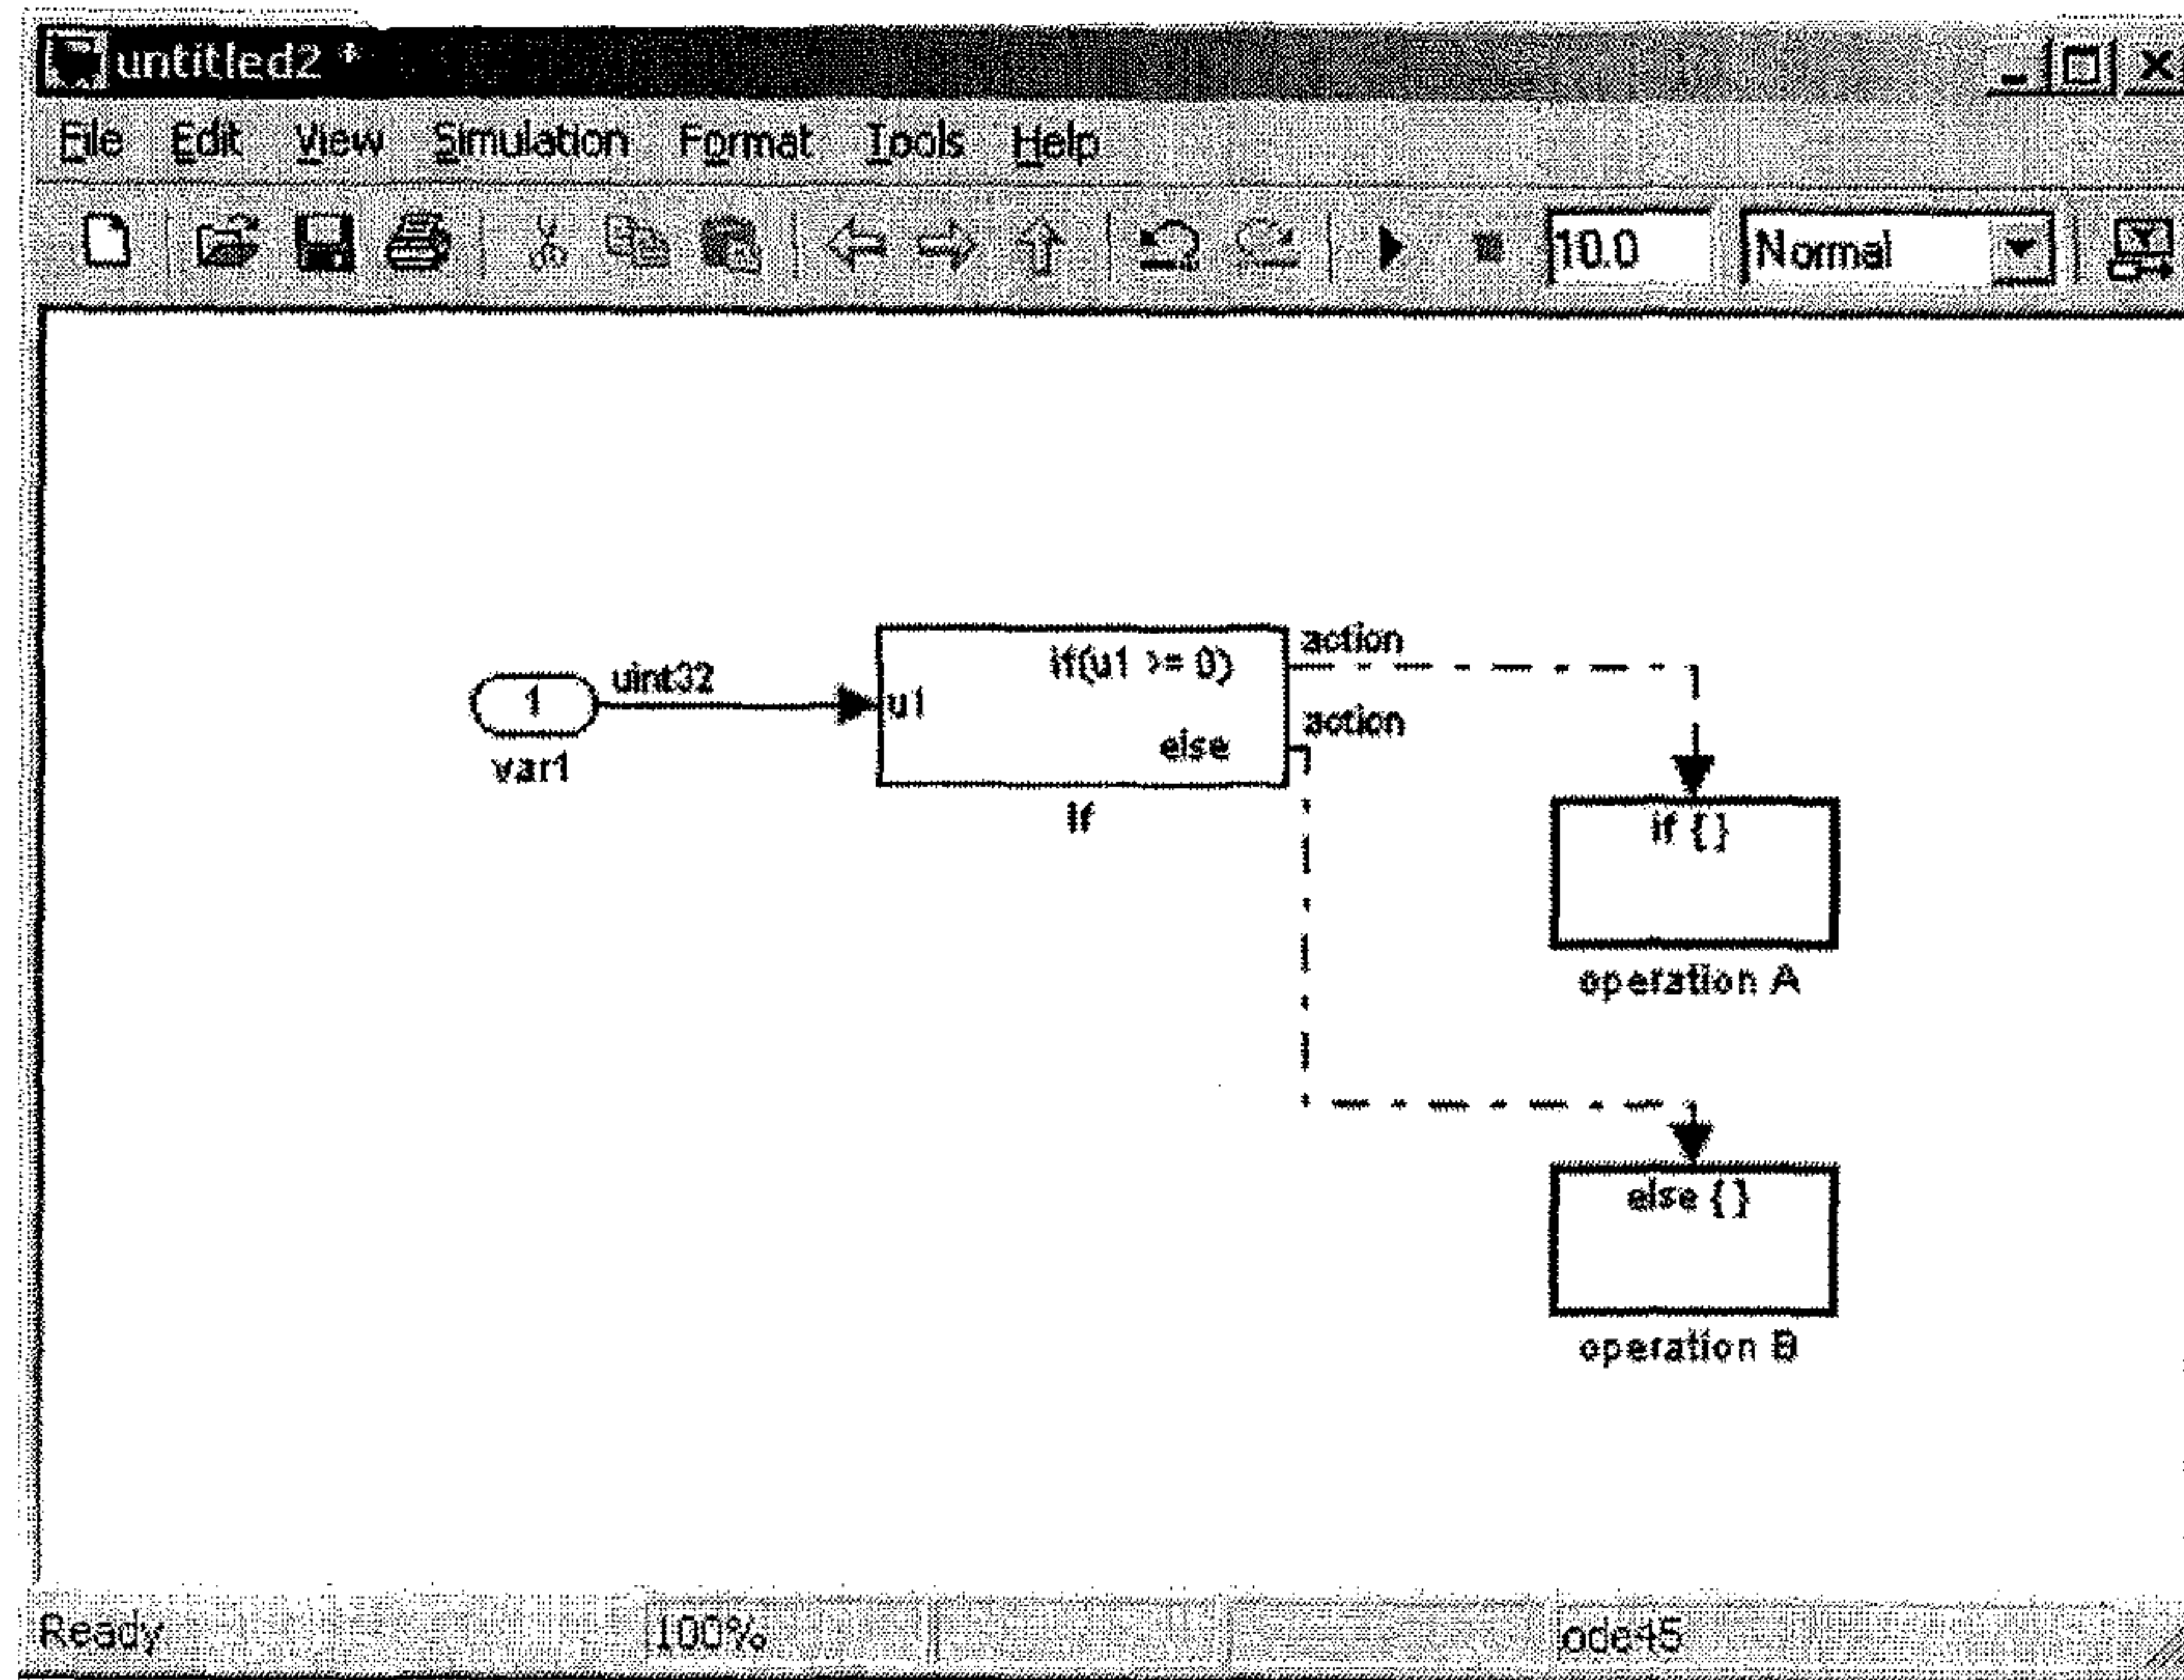 untitled2 *
File Edit View Simulation Format Tools Help
10.0 Normal
action
if(u1 >= 0)
uint32
1
u1
action
else
var1
if
if { }
operation A
else { }
operation B
Ready 100% ode45